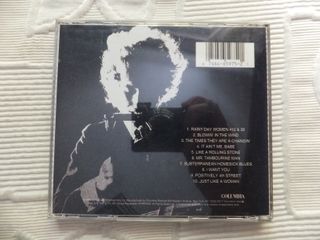 1. RAINY DAY WOMEN #12 & 35
2. BLOWIN' IN THE WIND
3. THE TIMES THEY ARE A-CHANGIN'
4. IT AIN'T ME, BABE
5. LIKE A ROLLING STONE
6. MR. TAMBOURINE MAN
7. SUBTERRANEAN HOMESICK BLUES
8. I WANT YOU
9. POSITIVELY 4TH STREET
10. JUST LIKE A WOMAN
COLUMBIA